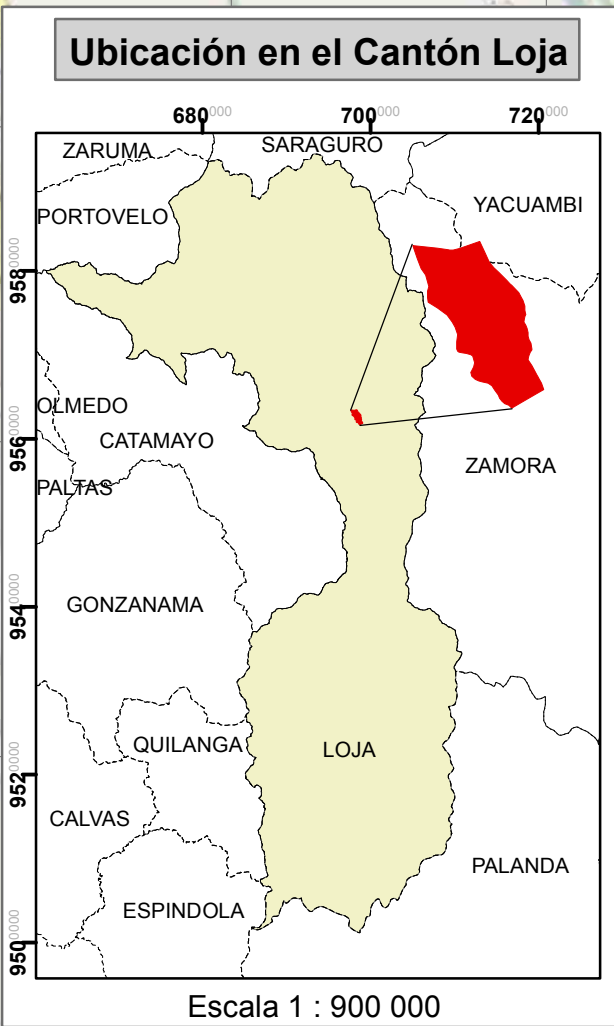 Ubicación en el Cantón Loja
680000 700000 720000
ZARUMA
SARAGURO
YACUAMBI
PORTOVELO
9580000
OLMEDO
9560000
CATAMAYO
ZAMORA
PALTAS
GONZANAMA
9540000
QUILANGA
LOJA
9520000
CALVAS
PALANDA
ESPINDOLA
9500000
Escala 1 : 900 000